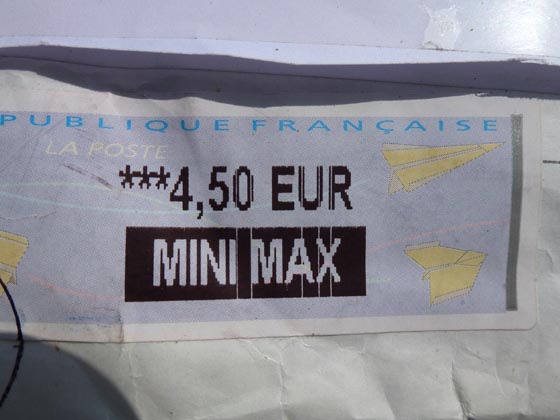 PUBLIQUE FRANÇAISE
LA POSTE
***4,50 EUR
MINI MAX